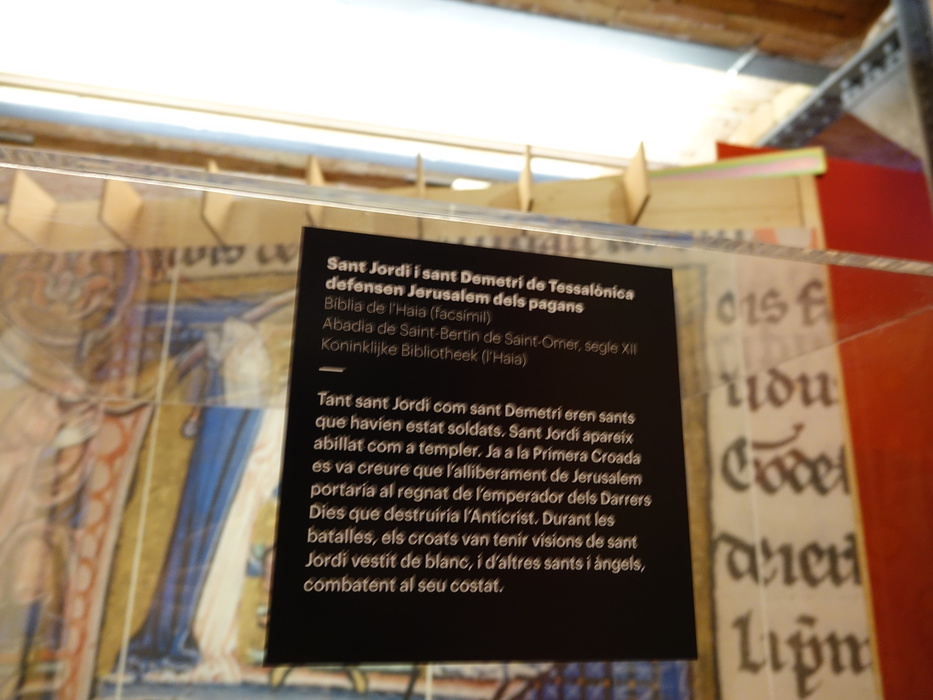 Sant Jordi i sant Demetri de Tessalònica
defensen Jerusalem dels pagans
Bíblia de l'Haia (facsímil)
Abadia de Saint-Bertin de Saint-Omer, segle XII
Koninklijke Bibliotheek (l'Haia)
Tant sant Jordi com sant Demetri eren sants
que havien estat soldats. Sant Jordi apareix
abillat com a templer. Ja a la Primera Croada
es va creure que l'alliberament de Jerusalem
portaria al regnat de l'emperador dels Darrers
Dies que destruiria l'Anticrist. Durant les
batalles, els croats van tenir visions de sant
Jordi vestit de blanc, i d'altres sants i àngels,
combatent al seu costat.